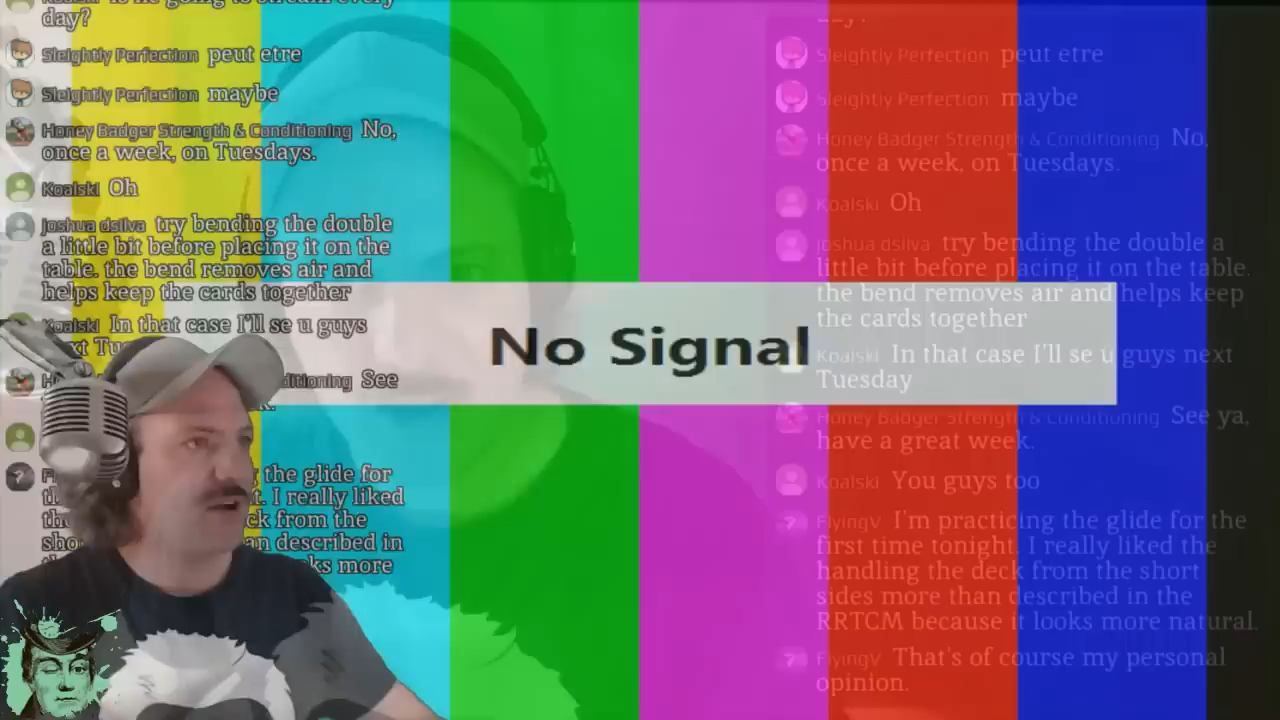 day?
Sleightly Perfection peut etre
Sleightly Perfection maybe
Honey Badger Strength & Conditioning No,
once a week, on Tuesdays.
Koalski Oh
joshua dsilva try bending the double
a little bit before placing it on the
table. the bend removes air and
helps keep the cards together
Koalski In that case I'll se u guys
See
the glide for
I really liked
from the
described in
more
No Signal
Sleightly Perfection peut etre
Sleightly Perfection maybe
Honey Badger Strength & Conditioning No,
once a week, on Tuesdays.
Koalski Oh
joshua dsilva try bending the double a
little bit before placing it on the table.
the bend removes air and helps keep
the cards together
Koalski In that case I'll se u guys next
Tuesday
Honey Badger Strength & Conditioning See ya,
have a great week.
Koalski You guys too
FlyingV I'm practicing the glide for the
first time tonight. I really liked the
handling the deck from the short
sides more than described in the
RRTCM because it looks more natural.
FlyingV That's of course my personal
opinion.